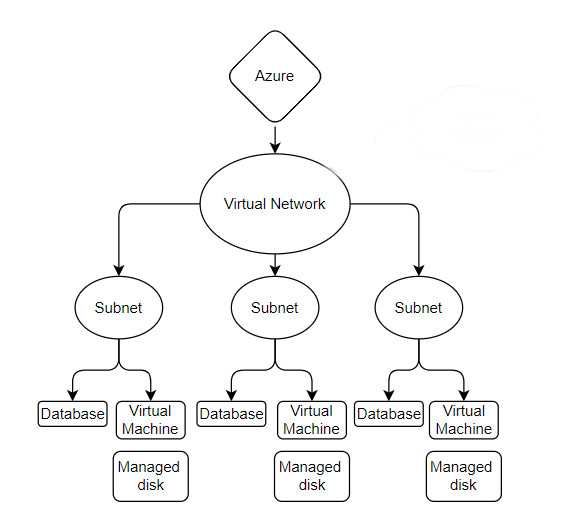 Azure
Virtual Network
Subnet
Subnet
Subnet
Database
Virtual
Machine
Database
Virtual
Machine
Database
Virtual
Machine
Managed
disk
Managed
disk
Managed
disk